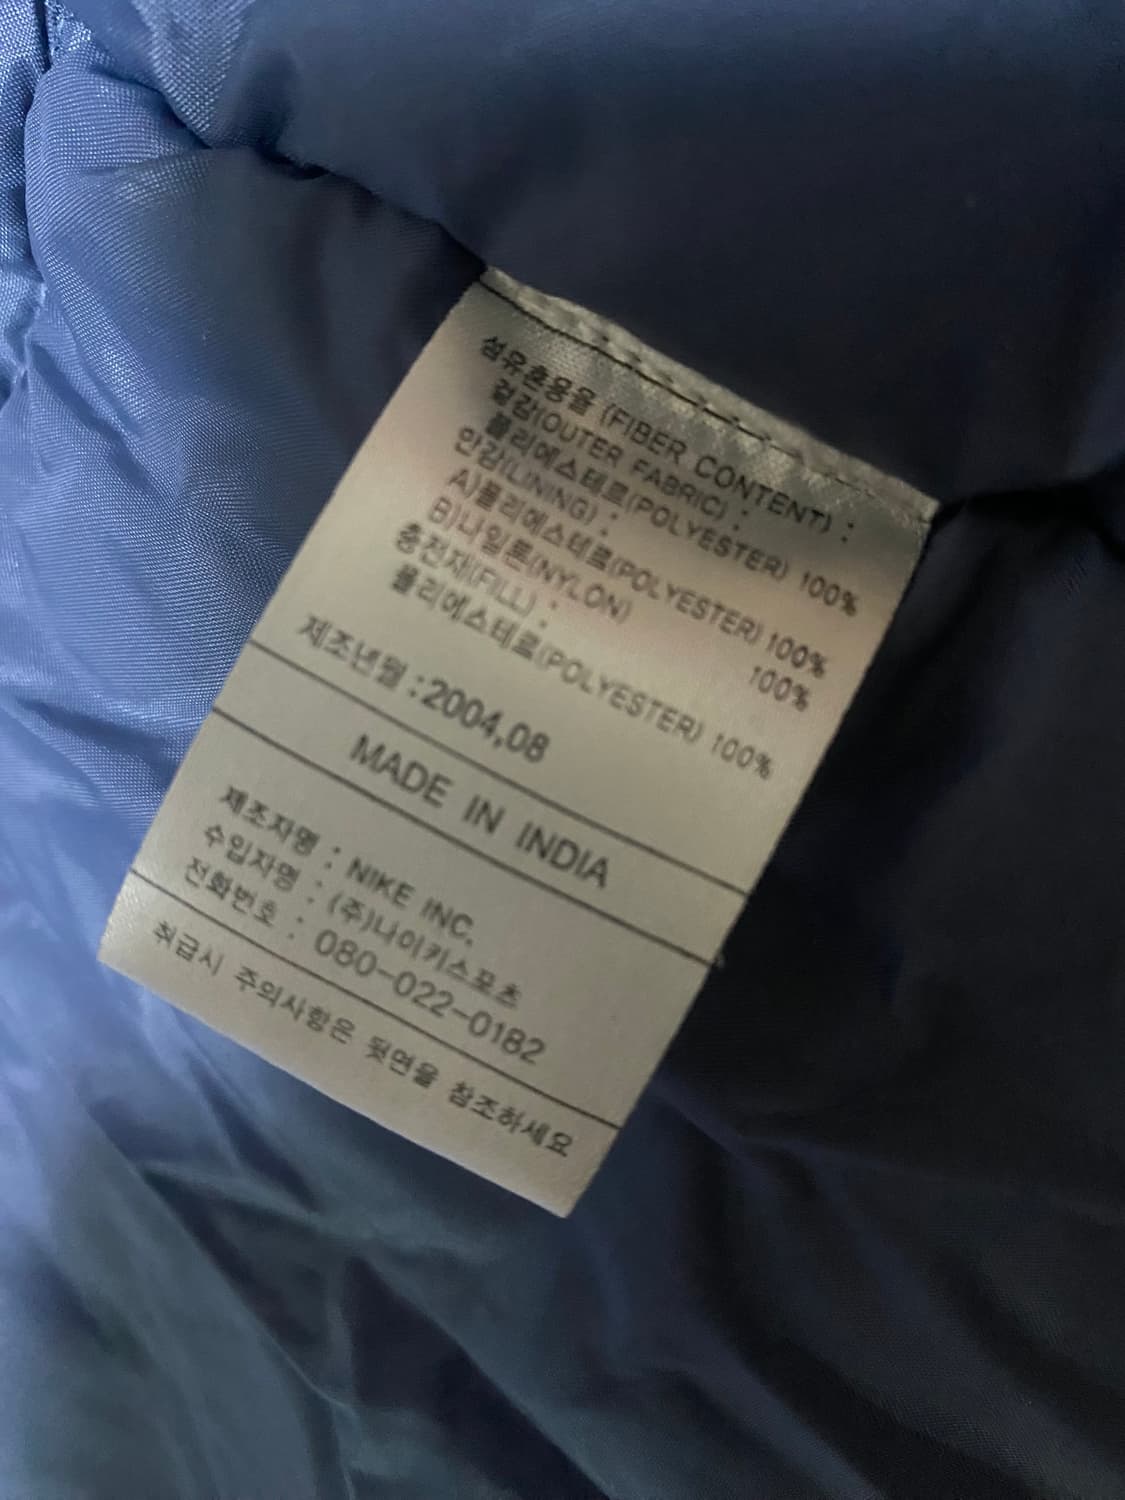 섬유혼용율 (FIBER CONTENT) :
겉감(OUTER FABRIC) :
폴리에스테르(POLYESTER) 100%
안감(LINING) :
A)폴리에스테르(POLYESTER) 100%
B)나일론(NYLON) 100%
충전재(FILL) :
폴리에스테르(POLYESTER) 100%
제조년월 : 2004,08
MADE IN INDIA
제조자명 : NIKE INC,
수입자명 : (주)나이키스포츠
전화번호 : 080-022-0182
취급시 주의사항은 뒷면을 참조하세요